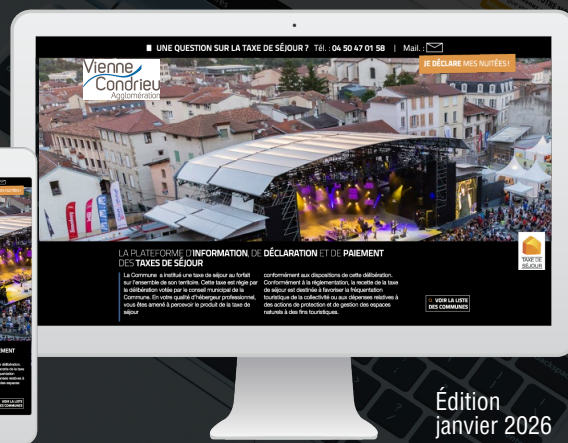 UNE QUESTION SUR LA TAXE DE SÉJOUR ? Tél. : 04 50 47 01 58 | Mail. :
JE DÉCLARE MES NUITÉES !
Vienne
Condrieu
Agglomération
LA PLATEFORME D'INFORMATION, DE DÉCLARATION ET DE PAIEMENT
DES TAXES DE SÉJOUR
La Commune a institué une taxe de séjour au forfait
sur l'ensemble de son territoire. Cette taxe est régie par
la délibération votée par le conseil municipal de la
Commune. En votre qualité d'hébergeur professionnel,
vous êtes amené à percevoir le produit de la taxe de
séjour
conformément aux dispositions de cette délibération.
Conformément à la réglementation, la recette de la taxe
de séjour est destinée à favoriser la fréquentation
touristique de la collectivité ou aux dépenses relatives à
des actions de protection et de gestion des espaces
naturels à des fins touristiques.
VOIR LA LISTE
DES COMMUNES
TAXE DE
SÉJOUR
VOIR LA LISTE
DES COMMUNES
Édition
janvier 2026